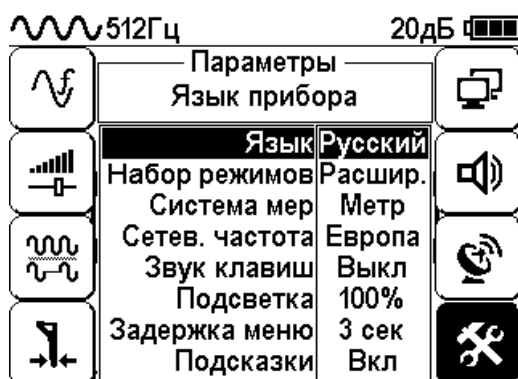 512Гц 20дБ
Параметры
Язык прибора
Язык Русский
Набор режимов Расшир.
Система мер Метр
Сетев. частота Европа
Звук клавиш Выкл
Подсветка 100%
Задержка меню 3 сек
Подсказки Вкл
f